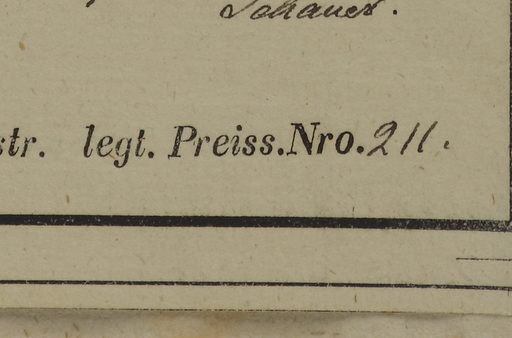 Schauer.
str. legt. Preiss.Nro. 211.